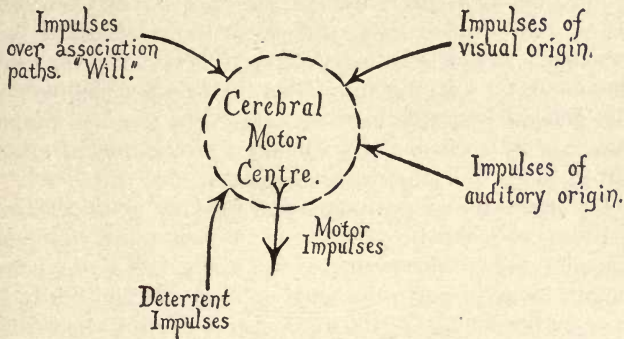 Impulses
over association
paths. "Will."
Impulses of
visual origin.
Cerebral
Motor
Centre.
Impulses of
auditory origin.
Motor
Impulses
Deterrent
Impulses